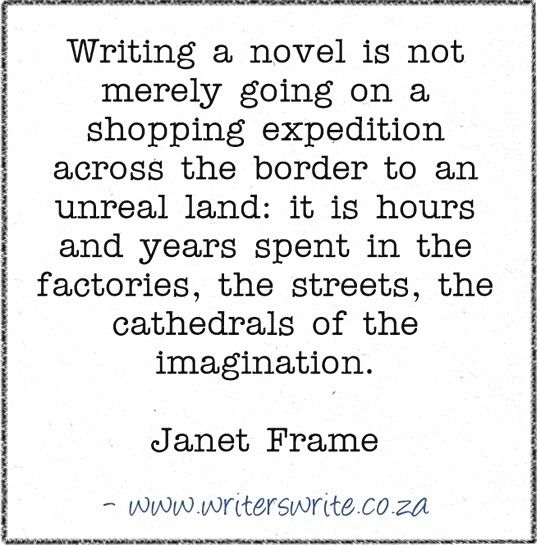 Writing a novel is not
merely going on a
shopping expedition
across the border to an
unreal land: it is hours
and years spent in the
factories, the streets, the
cathedrals of the
imagination.
Janet Frame
- www.writerswrite.co.za